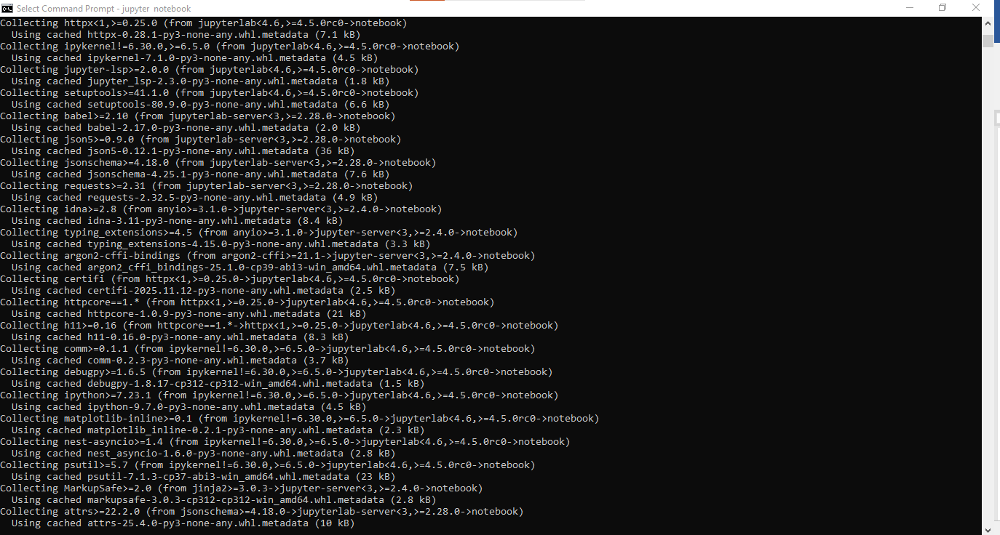 Select Command Prompt - jupyter  notebook
Collecting httpx<1,>=0.25.0 (from jupyterlab<4.6,>=4.5.0rc0->notebook)
  Using cached httpx-0.28.1-py3-none-any.whl.metadata (7.1 kB)
Collecting ipykernel!=6.30.0,>=6.5.0 (from jupyterlab<4.6,>=4.5.0rc0->notebook)
  Using cached ipykernel-7.1.0-py3-none-any.whl.metadata (4.5 kB)
Collecting jupyter-lsp>=2.0.0 (from jupyterlab<4.6,>=4.5.0rc0->notebook)
  Using cached jupyter_lsp-2.3.0-py3-none-any.whl.metadata (1.8 kB)
Collecting setuptools>=41.1.0 (from jupyterlab<4.6,>=4.5.0rc0->notebook)
  Using cached setuptools-80.9.0-py3-none-any.whl.metadata (6.6 kB)
Collecting babel>=2.10 (from jupyterlab-server<3,>=2.28.0->notebook)
  Using cached babel-2.17.0-py3-none-any.whl.metadata (2.0 kB)
Collecting json5>=0.9.0 (from jupyterlab-server<3,>=2.28.0->notebook)
  Using cached json5-0.12.1-py3-none-any.whl.metadata (36 kB)
Collecting jsonschema>=4.18.0 (from jupyterlab-server<3,>=2.28.0->notebook)
  Using cached jsonschema-4.25.1-py3-none-any.whl.metadata (7.6 kB)
Collecting requests>=2.31 (from jupyterlab-server<3,>=2.28.0->notebook)
  Using cached requests-2.32.5-py3-none-any.whl.metadata (4.9 kB)
Collecting idna>=2.8 (from anyio>=3.1.0->jupyter-server<3,>=2.4.0->notebook)
  Using cached idna-3.11-py3-none-any.whl.metadata (8.4 kB)
Collecting typing_extensions>=4.5 (from anyio>=3.1.0->jupyter-server<3,>=2.4.0->notebook)
  Using cached typing_extensions-4.15.0-py3-none-any.whl.metadata (3.3 kB)
Collecting argon2-cffi-bindings (from argon2-cffi>=21.1->jupyter-server<3,>=2.4.0->notebook)
  Using cached argon2_cffi_bindings-25.1.0-cp39-abi3-win_amd64.whl.metadata (7.5 kB)
Collecting certifi (from httpx<1,>=0.25.0->jupyterlab<4.6,>=4.5.0rc0->notebook)
  Using cached certifi-2025.11.12-py3-none-any.whl.metadata (2.5 kB)
Collecting httpcore==1.* (from httpx<1,>=0.25.0->jupyterlab<4.6,>=4.5.0rc0->notebook)
  Using cached httpcore-1.0.9-py3-none-any.whl.metadata (21 kB)
Collecting h11>=0.16 (from httpcore==1.*->httpx<1,>=0.25.0->jupyterlab<4.6,>=4.5.0rc0->notebook)
  Using cached h11-0.16.0-py3-none-any.whl.metadata (8.3 kB)
Collecting comm>=0.1.1 (from ipykernel!=6.30.0,>=6.5.0->jupyterlab<4.6,>=4.5.0rc0->notebook)
  Using cached comm-0.2.3-py3-none-any.whl.metadata (3.7 kB)
Collecting debugpy>=1.6.5 (from ipykernel!=6.30.0,>=6.5.0->jupyterlab<4.6,>=4.5.0rc0->notebook)
  Using cached debugpy-1.8.17-cp312-cp312-win_amd64.whl.metadata (1.5 kB)
Collecting ipython>=7.23.1 (from ipykernel!=6.30.0,>=6.5.0->jupyterlab<4.6,>=4.5.0rc0->notebook)
  Using cached ipython-9.7.0-py3-none-any.whl.metadata (4.5 kB)
Collecting matplotlib-inline>=0.1 (from ipykernel!=6.30.0,>=6.5.0->jupyterlab<4.6,>=4.5.0rc0->notebook)
  Using cached matplotlib_inline-0.2.1-py3-none-any.whl.metadata (2.3 kB)
Collecting nest-asyncio>=1.4 (from ipykernel!=6.30.0,>=6.5.0->jupyterlab<4.6,>=4.5.0rc0->notebook)
  Using cached nest_asyncio-1.6.0-py3-none-any.whl.metadata (2.8 kB)
Collecting psutil>=5.7 (from ipykernel!=6.30.0,>=6.5.0->jupyterlab<4.6,>=4.5.0rc0->notebook)
  Using cached psutil-7.1.3-cp37-abi3-win_amd64.whl.metadata (23 kB)
Collecting MarkupSafe>=2.0 (from jinja2>=3.0.3->jupyter-server<3,>=2.4.0->notebook)
  Using cached markupsafe-3.0.3-cp312-cp312-win_amd64.whl.metadata (2.8 kB)
Collecting attrs>=22.2.0 (from jsonschema>=4.18.0->jupyterlab-server<3,>=2.28.0->notebook)
  Using cached attrs-25.4.0-py3-none-any.whl.metadata (10 kB)